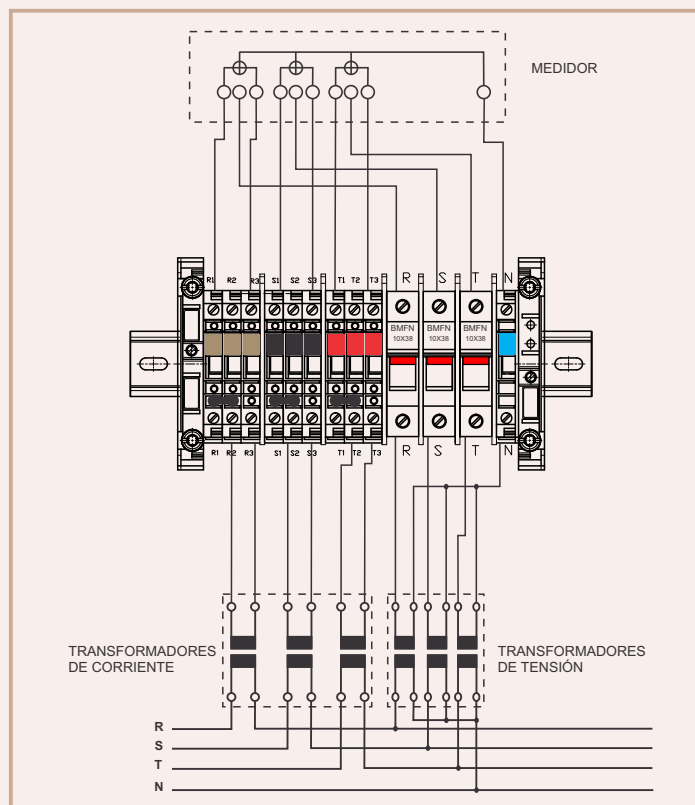 MEDIDOR
R1 R2 R3 S1 S2 S3 T1 T2 T3 R S T N
BMFN BMFN BMFN
10X38 10X38 10X38
R1 R2 R3 S1 S2 S3 T1 T2 T3 R S T N
TRANSFORMADORES
DE CORRIENTE
TRANSFORMADORES
DE TENSIÓN
R
S
T
N